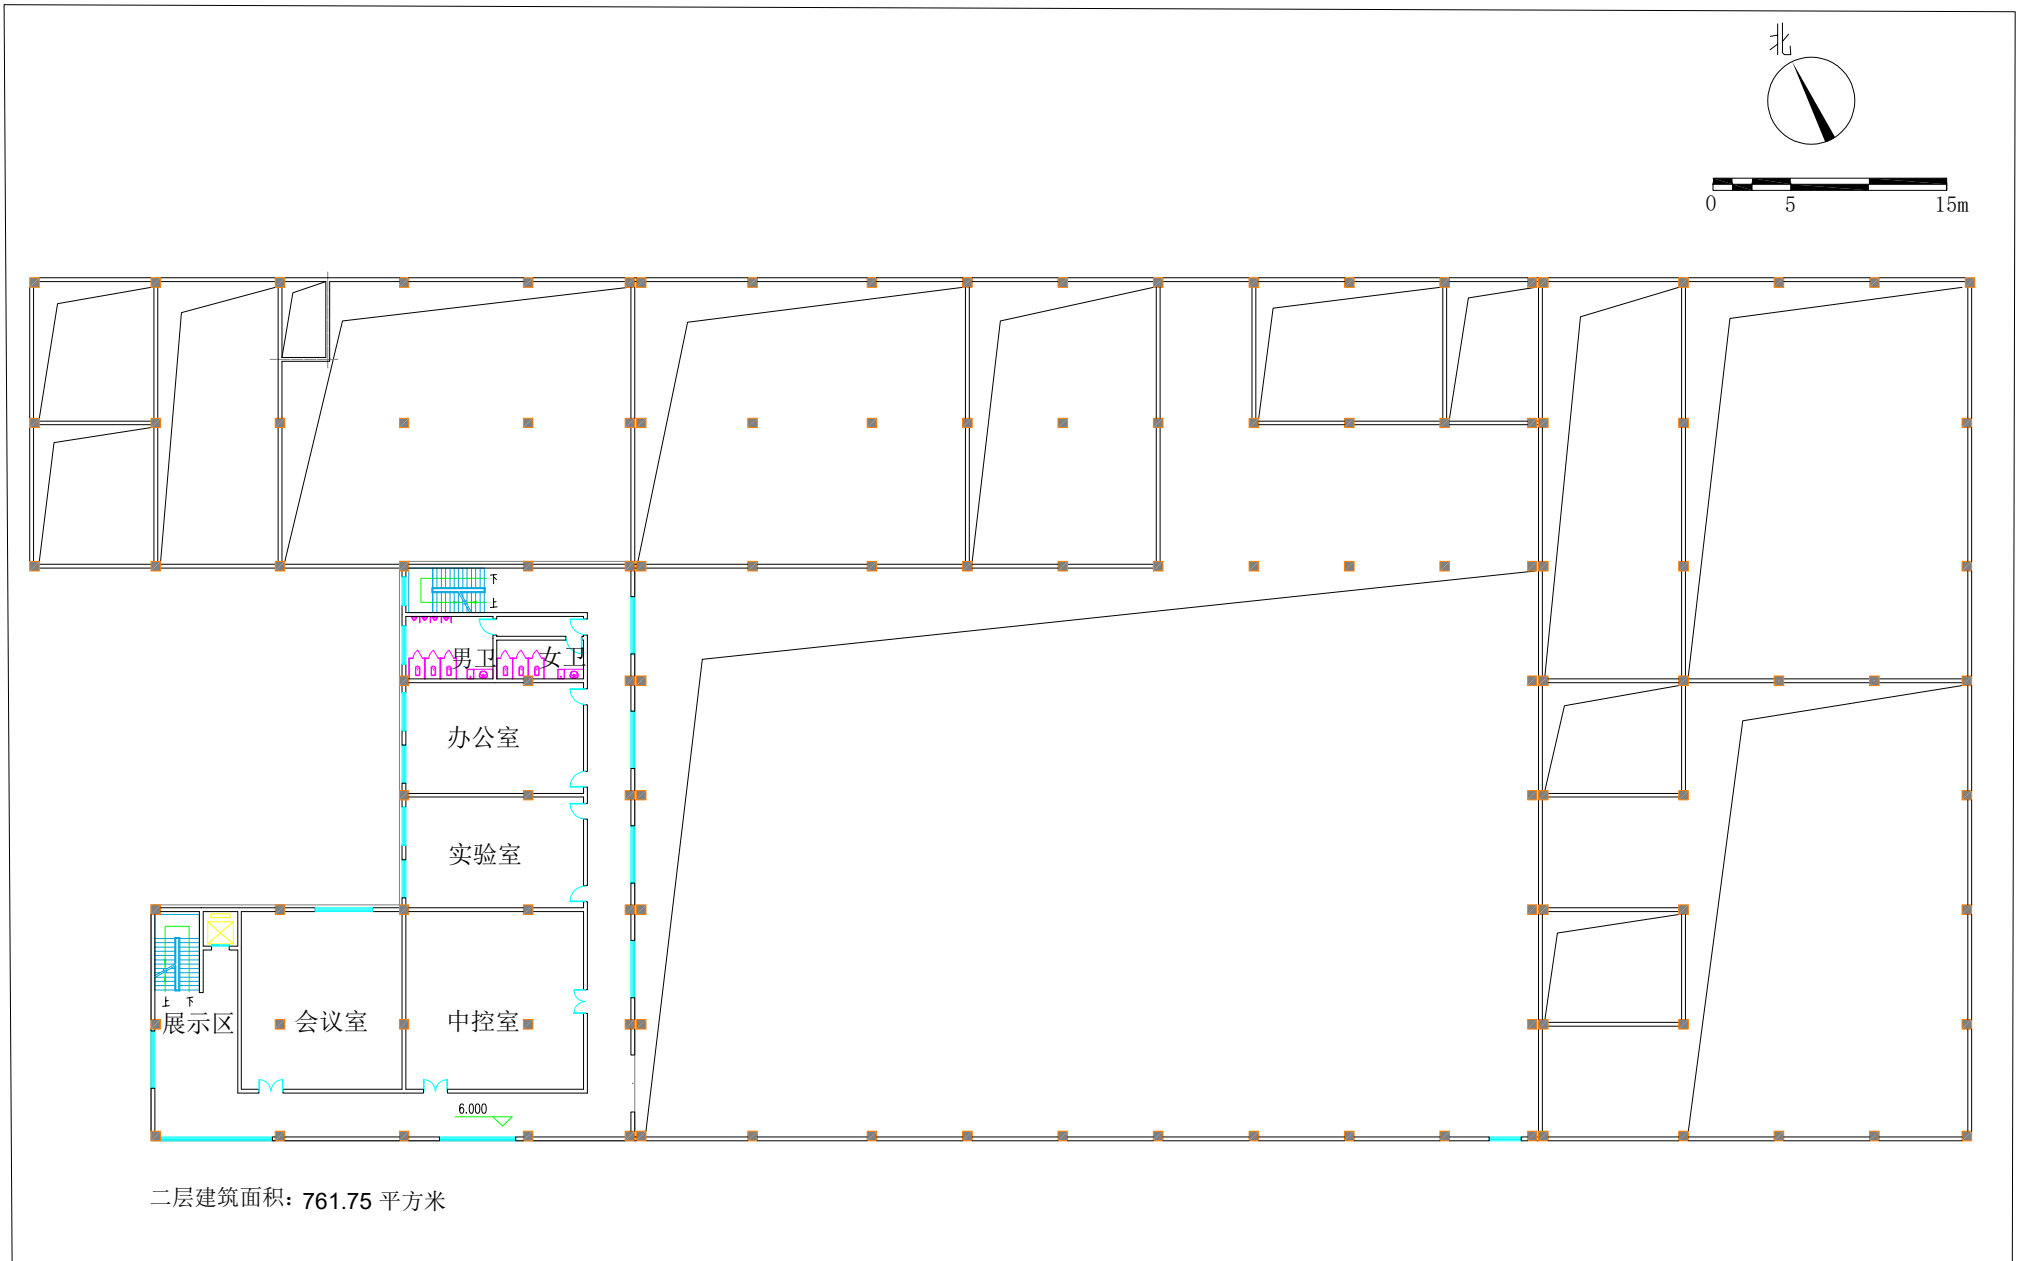 北
0 5 15m
下
上
男卫 女卫
办公室
实验室
上 下
展示区 会议室 中控室
6.000
二层建筑面积: 761.75 平方米